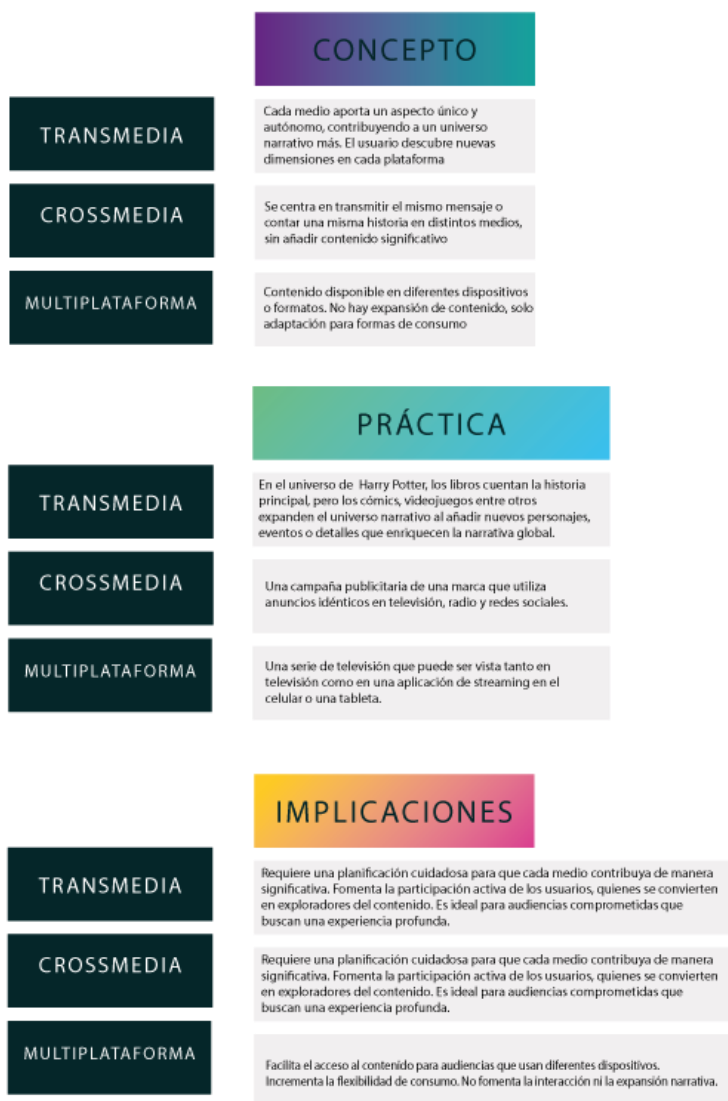 CONCEPTO
TRANSMEDIA
Cada medio aporta un aspecto único y
autónomo, contribuyendo a un universo
narrativo más. El usuario descubre nuevas
dimensiones en cada plataforma
CROSSMEDIA
Se centra en transmitir el mismo mensaje o
contar una misma historia en distintos medios,
sin añadir contenido significativo
MULTIPLATAFORMA
Contenido disponible en diferentes dispositivos
o formatos. No hay expansión de contenido, solo
adaptación para formas de consumo
PRÁCTICA
TRANSMEDIA
En el universo de Harry Potter, los libros cuentan la historia
principal, pero los cómics, videojuegos entre otros
expanden el universo narrativo al añadir nuevos personajes,
eventos o detalles que enriquecen la narrativa global.
CROSSMEDIA
Una campaña publicitaria de una marca que utiliza
anuncios idénticos en televisión, radio y redes sociales.
MULTIPLATAFORMA
Una serie de televisión que puede ser vista tanto en
televisión como en una aplicación de streaming en el
celular o una tableta.
IMPLICACIONES
TRANSMEDIA
Requiere una planificación cuidadosa para que cada medio contribuya de manera
significativa. Fomenta la participación activa de los usuarios, quienes se convierten
en exploradores del contenido. Es ideal para audiencias comprometidas que
buscan una experiencia profunda.
CROSSMEDIA
Requiere una planificación cuidadosa para que cada medio contribuya de manera
significativa. Fomenta la participación activa de los usuarios, quienes se convierten
en exploradores del contenido. Es ideal para audiencias comprometidas que
buscan una experiencia profunda.
MULTIPLATAFORMA
Facilita el acceso al contenido para audiencias que usan diferentes dispositivos.
Incrementa la flexibilidad de consumo. No fomenta la interacción ni la expansión narrativa.